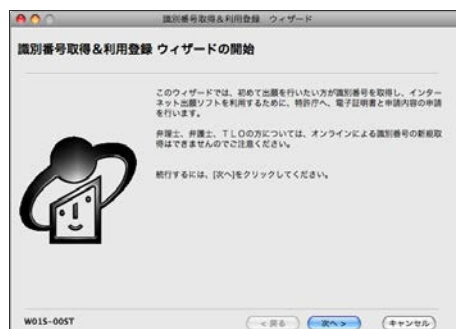 識別番号取得&利用登録 ウィザード
識別番号取得&利用登録 ウィザードの開始
このウィザードでは、初めて出願を行いたい方が識別番号を取得し、インター
ネット出願ソフトを利用するために、特許庁へ、電子証明書と申請内容の申請
を行います。
弁理士、弁護士、TLOの方については、オンラインによる識別番号の新規取
得はできませんのでご注意ください。
続行するには、[次へ]をクリックしてください。
W01S-00ST
< 戻る
次へ >
キャンセル